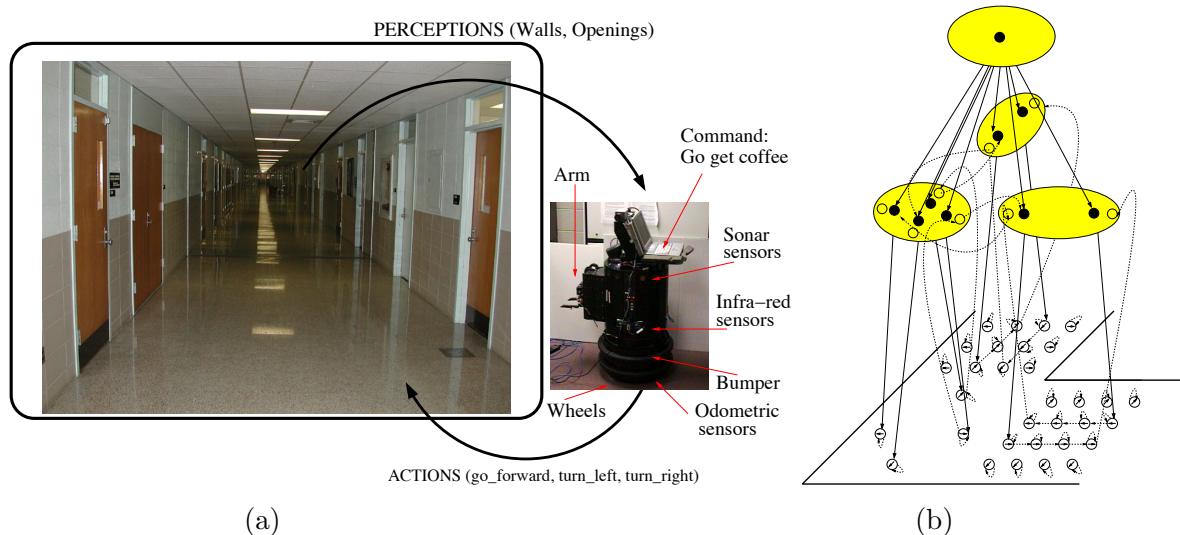 PERCEPTIONS (Walls, Openings)
Command:
Go get coffee
Arm
Sonar
sensors
Infra−red
sensors
Bumper
Wheels
Odometric
sensors
ACTIONS (go_forward, turn_left, turn_right)
(a)
(b)